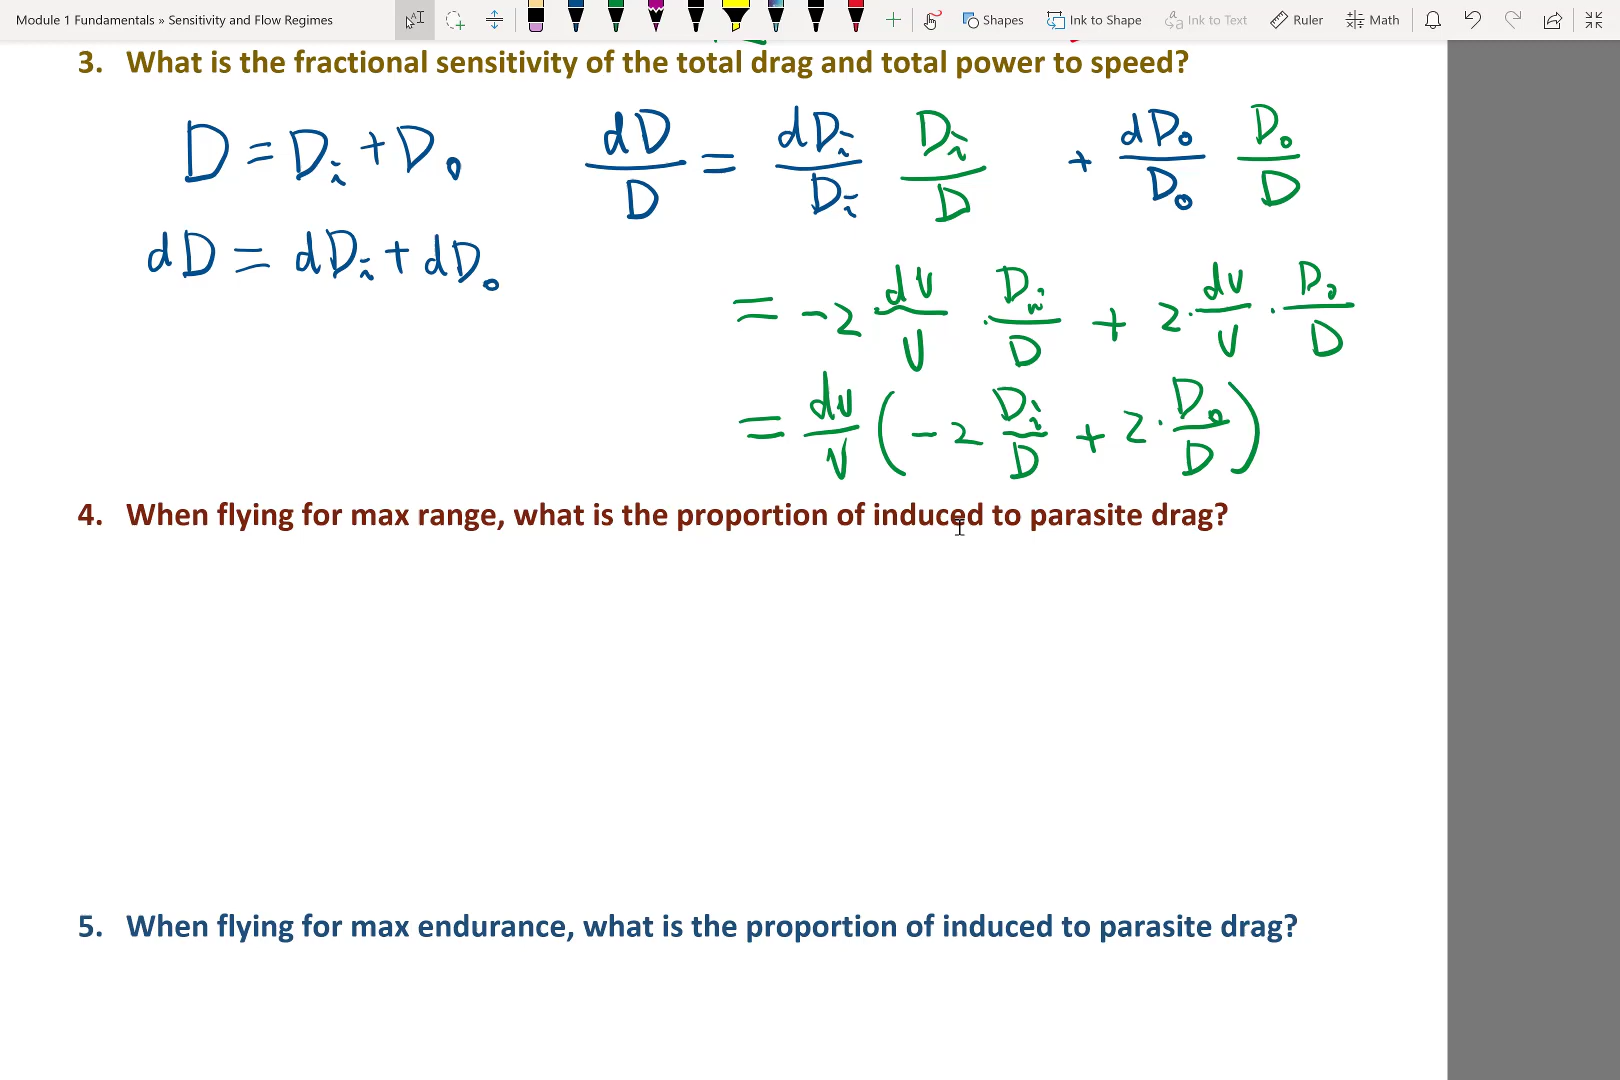 Module 1 Fundamentals » Sensitivity and Flow Regimes
Shapes Ink to Shape Ink to Text Ruler Math
3. What is the fractional sensitivity of the total drag and total power to speed?
D = Di + Do
dD/D = dDi/Di Di/D + dDo/Do Do/D
dD = dDi + dDo
= -2 dV/V · Di/D + 2 · dV/V · Do/D
= dV/V (-2 Di/D + 2 · Do/D)
4. When flying for max range, what is the proportion of induced to parasite drag?
5. When flying for max endurance, what is the proportion of induced to parasite drag?